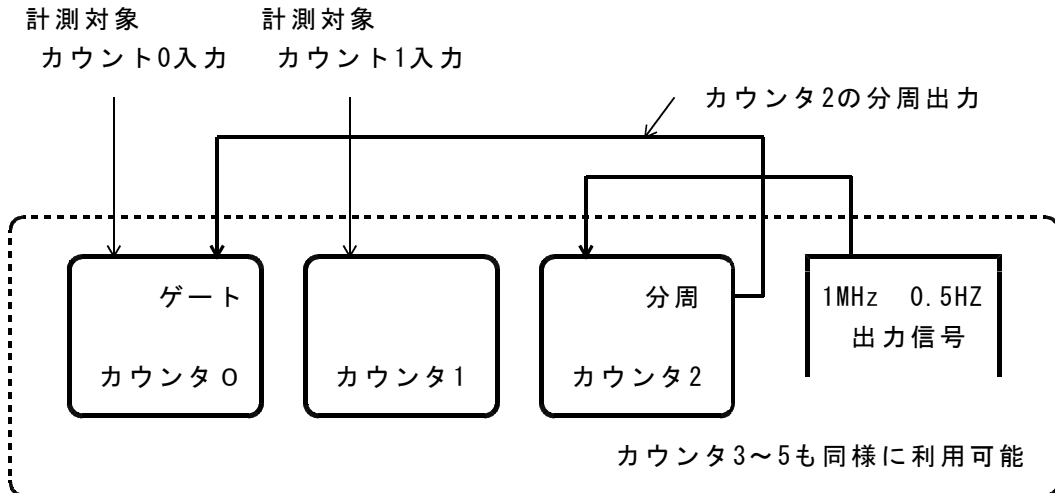 計測対象
カウント0入力
計測対象
カウント1入力
カウンタ2の分周出力
ゲート
カウンタ0
カウンタ1
分周
カウンタ2
1MHz 0.5HZ
出力信号
カウンタ3～5も同様に利用可能